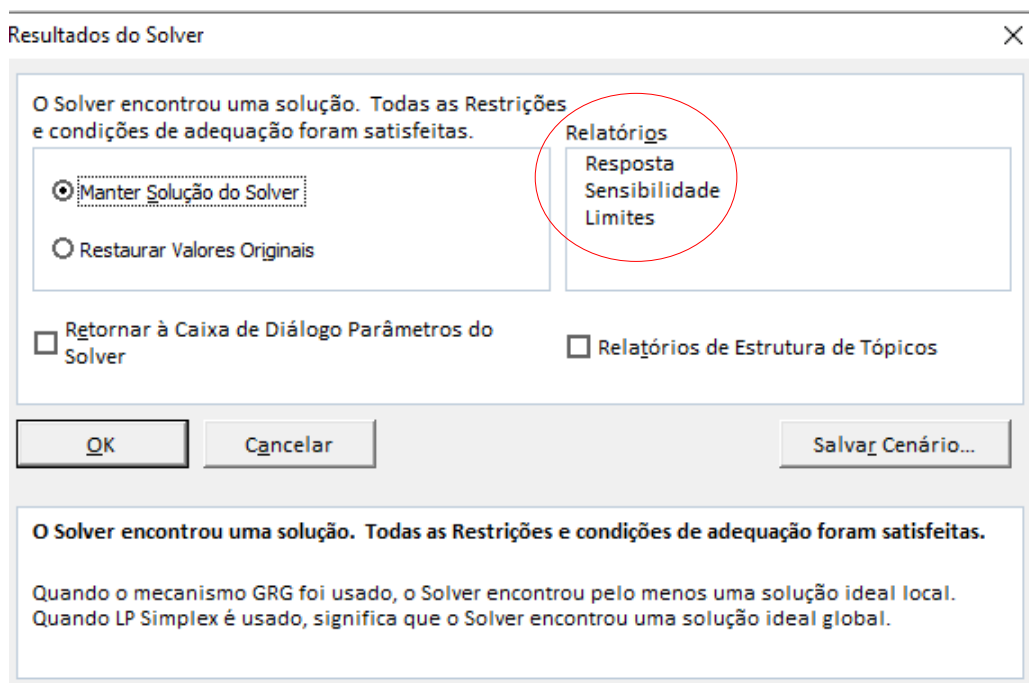 Resultados do Solver
O Solver encontrou uma solução. Todas as Restrições
e condições de adequação foram satisfeitas.
Manter Solução do Solver
Restaurar Valores Originais
Relatórios
Resposta
Sensibilidade
Limites
Retornar à Caixa de Diálogo Parâmetros do
Solver
Relatórios de Estrutura de Tópicos
OK
Cancelar
Salvar Cenário...
O Solver encontrou uma solução. Todas as Restrições e condições de adequação foram satisfeitas.
Quando o mecanismo GRG foi usado, o Solver encontrou pelo menos uma solução ideal local.
Quando LP Simplex é usado, significa que o Solver encontrou uma solução ideal global.